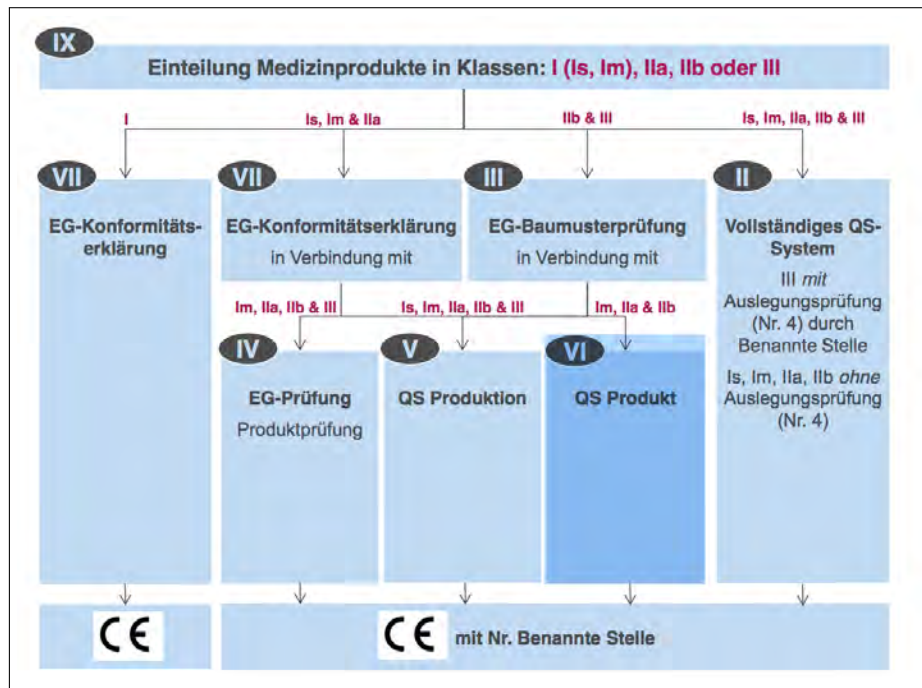 IX
Einteilung Medizinprodukte in Klassen: I (Is, Im), IIa, IIb oder III
I
Is, Im & IIa
IIb & III
Is, Im, IIa, IIb & III
VII
EG-Konformitäts-
erklärung
VII
EG-Konformitätserklärung
in Verbindung mit
III
EG-Baumusterprüfung
in Verbindung mit
II
Vollständiges QS-
System
III mit
Auslegungsprüfung
(Nr. 4) durch
Benannte Stelle
Is, Im, IIa, IIb ohne
Auslegungsprüfung
(Nr. 4)
Im, IIa, IIb & III
Is, Im, IIa, IIb & III
Im, IIa & IIb
IV
EG-Prüfung
Produktprüfung
V
QS Produktion
VI
QS Produkt
CE
CE mit Nr. Benannte Stelle